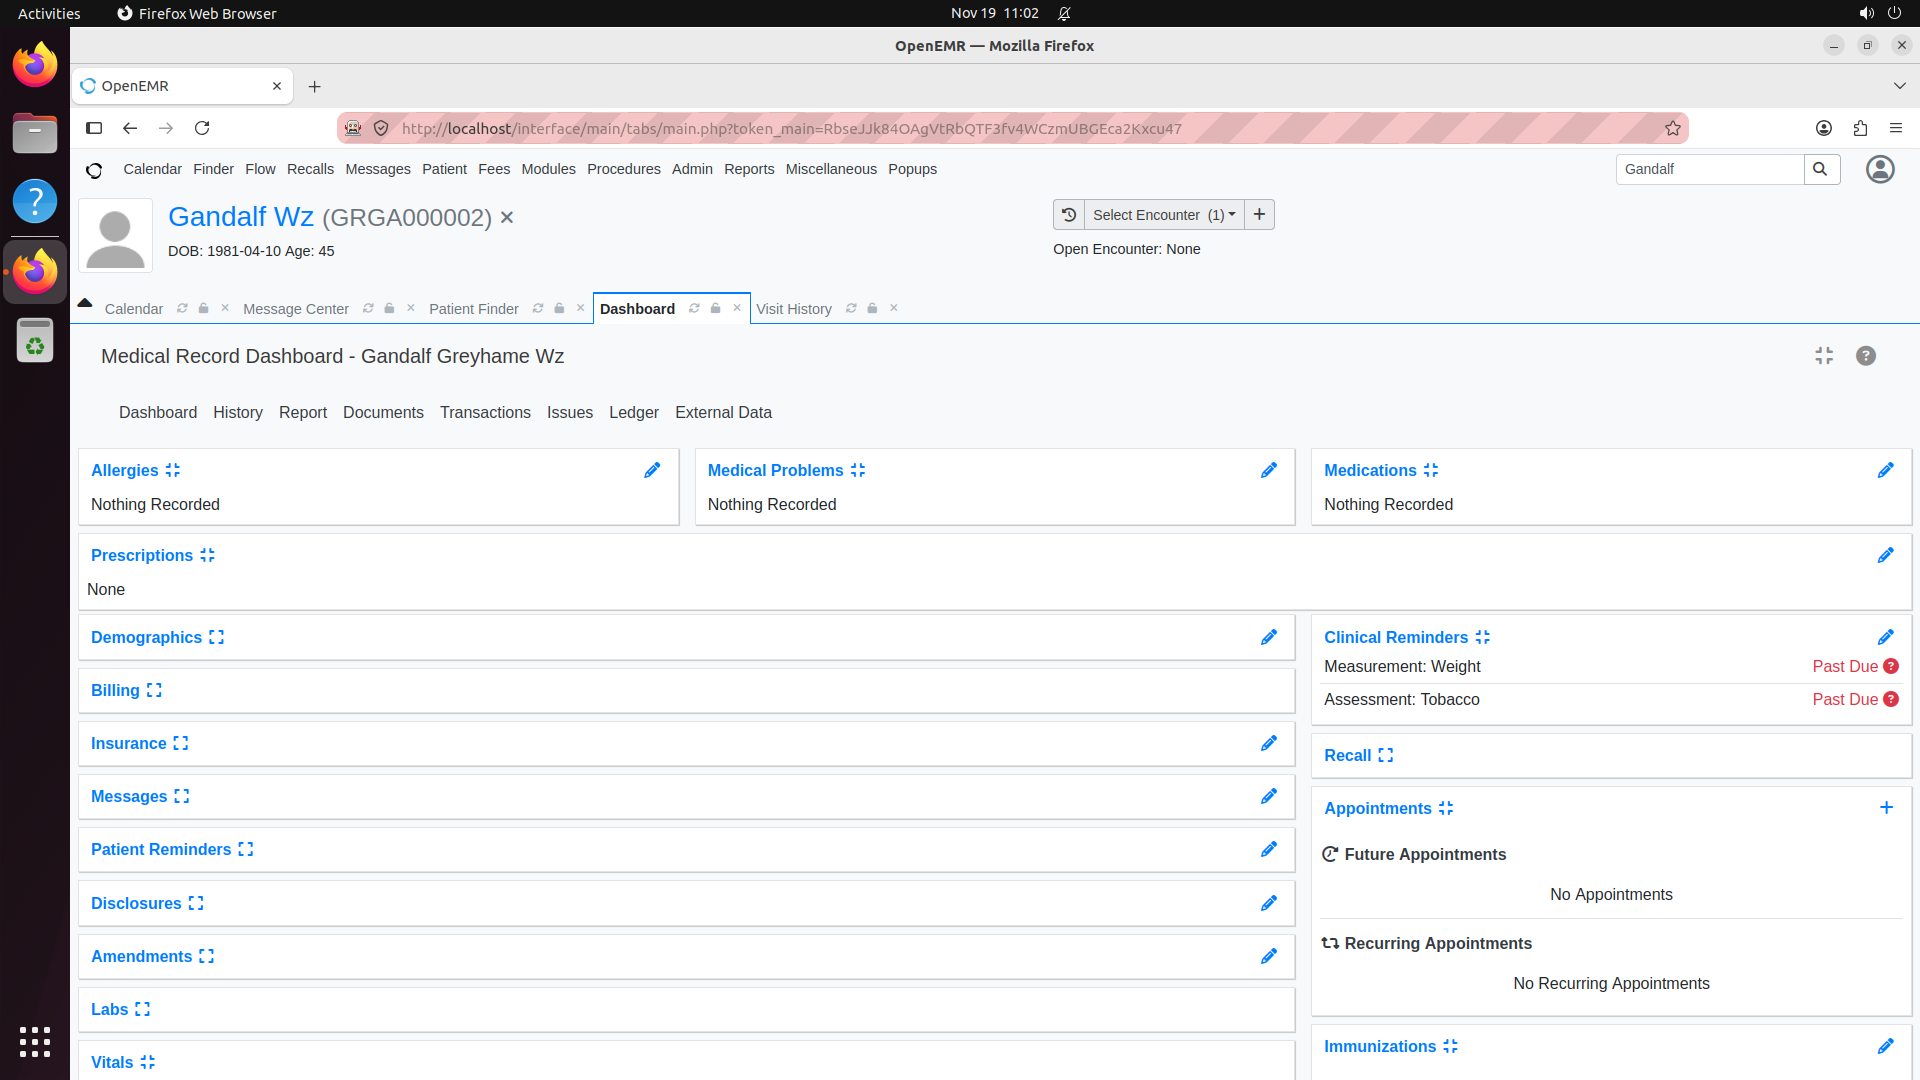 Activities
Firefox Web Browser
Nov 19 11:02
OpenEMR — Mozilla Firefox
OpenEMR
http://localhost/interface/main/tabs/main.php?token_main=RbseJJk84OAgVtRbQTF3fv4WCzmUBGEca2Kxcu47
Calendar Finder Flow Recalls Messages Patient Fees Modules Procedures Admin Reports Miscellaneous Popups
Gandalf
Gandalf Wz (GRGA000002)
DOB: 1981-04-10 Age: 45
Select Encounter (1)
Open Encounter: None
Calendar
Message Center
Patient Finder
Dashboard
Visit History
Medical Record Dashboard - Gandalf Greyhame Wz
Dashboard History Report Documents Transactions Issues Ledger External Data
Allergies
Nothing Recorded
Medical Problems
Nothing Recorded
Medications
Nothing Recorded
Prescriptions
None
Demographics
Billing
Insurance
Messages
Patient Reminders
Disclosures
Amendments
Labs
Vitals
Clinical Reminders
Measurement: Weight Past Due
Assessment: Tobacco Past Due
Recall
Appointments
Future Appointments
No Appointments
Recurring Appointments
No Recurring Appointments
Immunizations